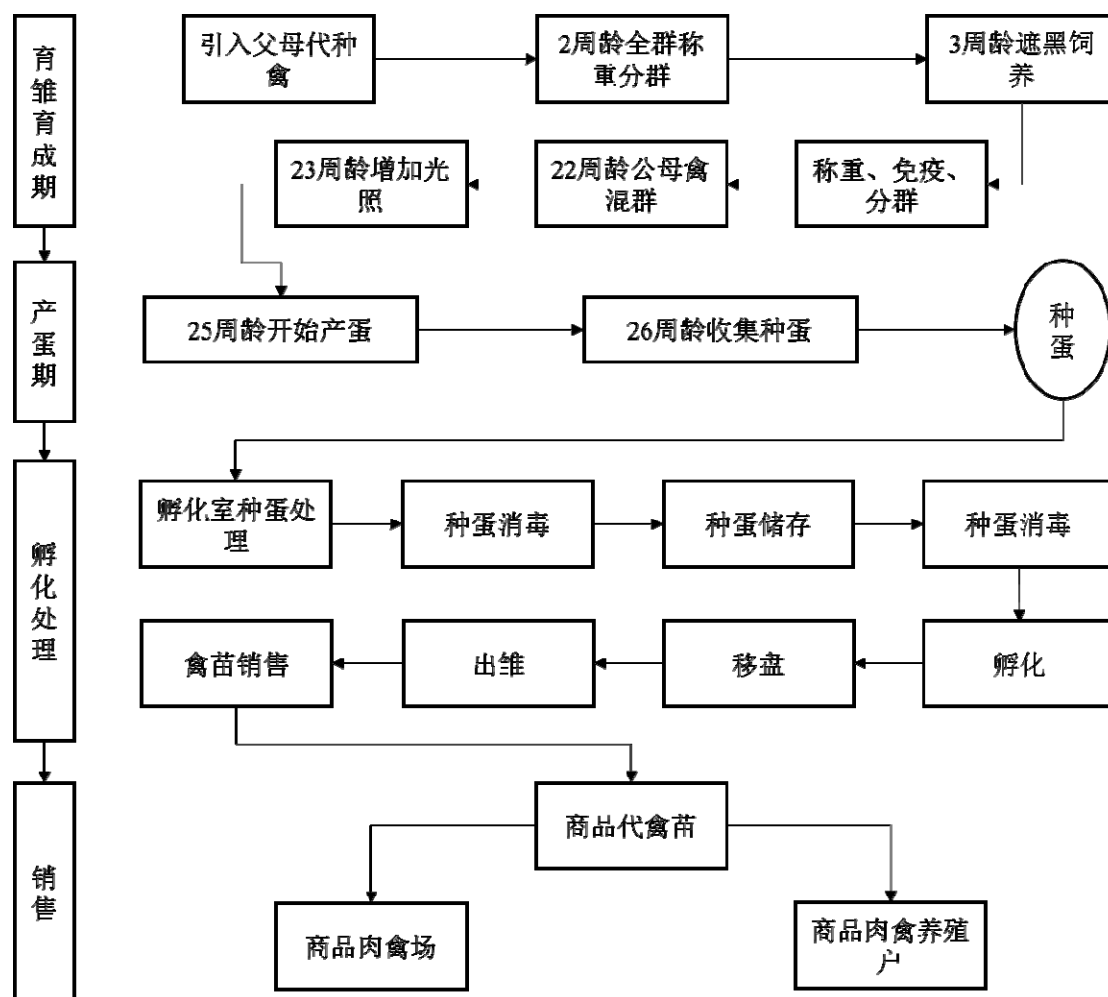 育雏育成期
引入父母代种
禽
2周龄全群称
重分群
3周龄遮黑饲
养
23周龄增加光
照
22周龄公母禽
混群
称重、免疫、
分群
产蛋期
25周龄开始产蛋
26周龄收集种蛋
种
蛋
孵化处理
孵化室种蛋处
理
种蛋消毒
种蛋储存
种蛋消毒
禽苗销售
出雏
移盘
孵化
销售
商品代禽苗
商品肉禽场
商品肉禽养殖
户